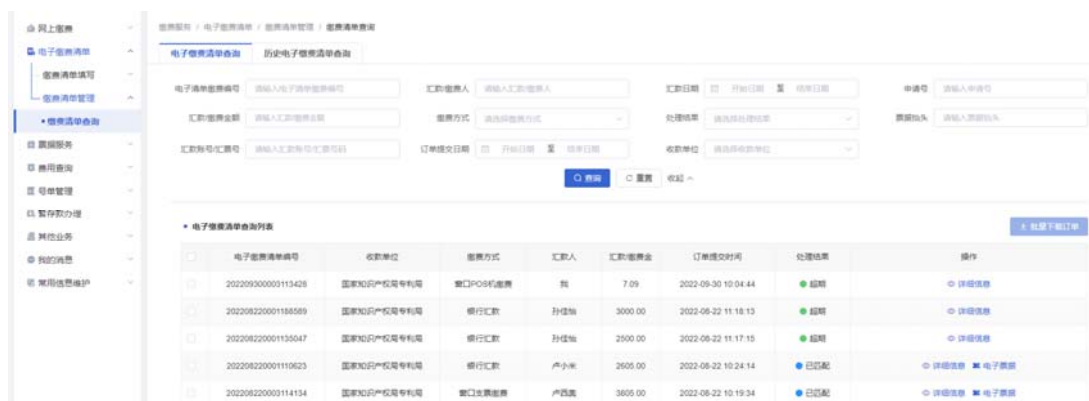 网上缴费
缴费服务 / 电子缴费清单 / 缴费清单管理 / 缴费清单查询
电子缴费清单
电子缴费清单查询 历史电子缴费清单查询
缴费清单填写
电子清单缴费编号 请输入电子清单缴费编号 汇款/缴费人 请输入汇款/缴费人 汇款日期 开始日期 至 结束日期 申请号 请输入申请号
缴费清单管理
缴费清单查询
汇款/缴费金额 请输入汇款/缴费金额 缴费方式 请选择缴费方式 处理结果 请选择处理结果 票据抬头 请输入票据抬头
票据服务
汇款账号/汇票号 请输入汇款账号/汇票号码 订单提交日期 开始日期 至 结束日期 收款单位 请选择收款单位
费用查询
查询 重置 收起
号单管理
暂存款办理
电子缴费清单查询列表 批量下载订单
其他业务
我的消息
电子缴费清单编号 收款单位 缴费方式 汇款人 汇款/缴费金 订单提交时间 处理结果 操作
常用信息维护
202209300003113428 国家知识产权局专利局 窗口POS机缴费 我 7.09 2022-09-30 10:04:44 超期 详细信息
202208220001188589 国家知识产权局专利局 银行汇款 孙佳怡 3000.00 2022-08-22 11:18:13 超期 详细信息
202208220001135047 国家知识产权局专利局 银行汇款 孙佳怡 2500.00 2022-08-22 11:17:15 超期 详细信息
202208220001110623 国家知识产权局专利局 银行汇款 卢小米 2605.00 2022-08-22 10:24:14 已匹配 详细信息 电子票据
202208220003114134 国家知识产权局专利局 窗口支票缴费 3605.00 2022-08-22 10:19:34 已匹配 详细信息 电子票据